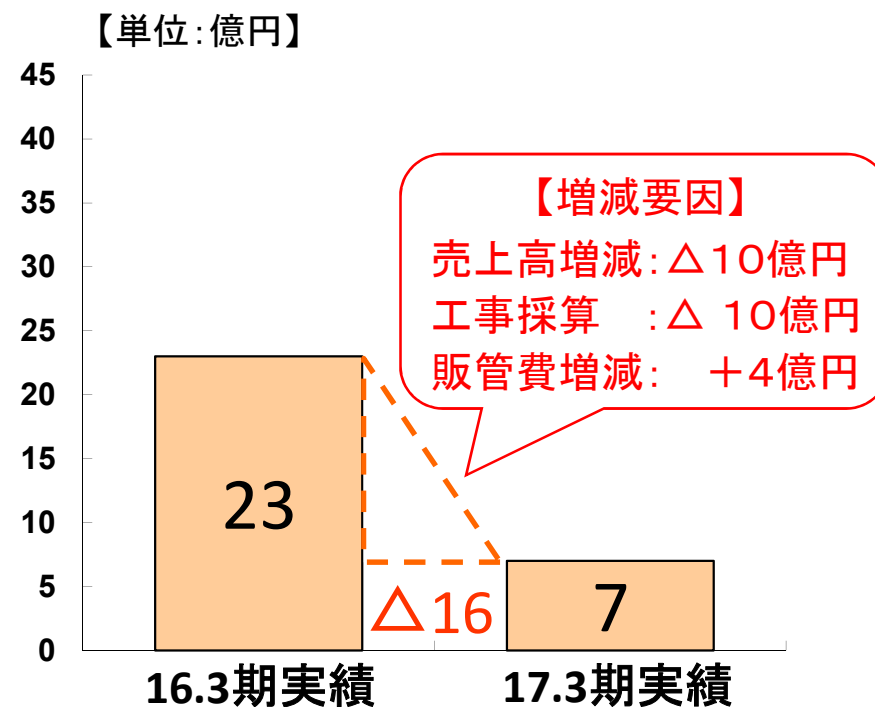 【単位:億円】
45
40
35
30
25
20
15
10
5
0
【増減要因】
売上高増減:△10億円
工事採算 :△ 10億円
販管費増減: +4億円
23
△16
7
16.3期実績
17.3期実績